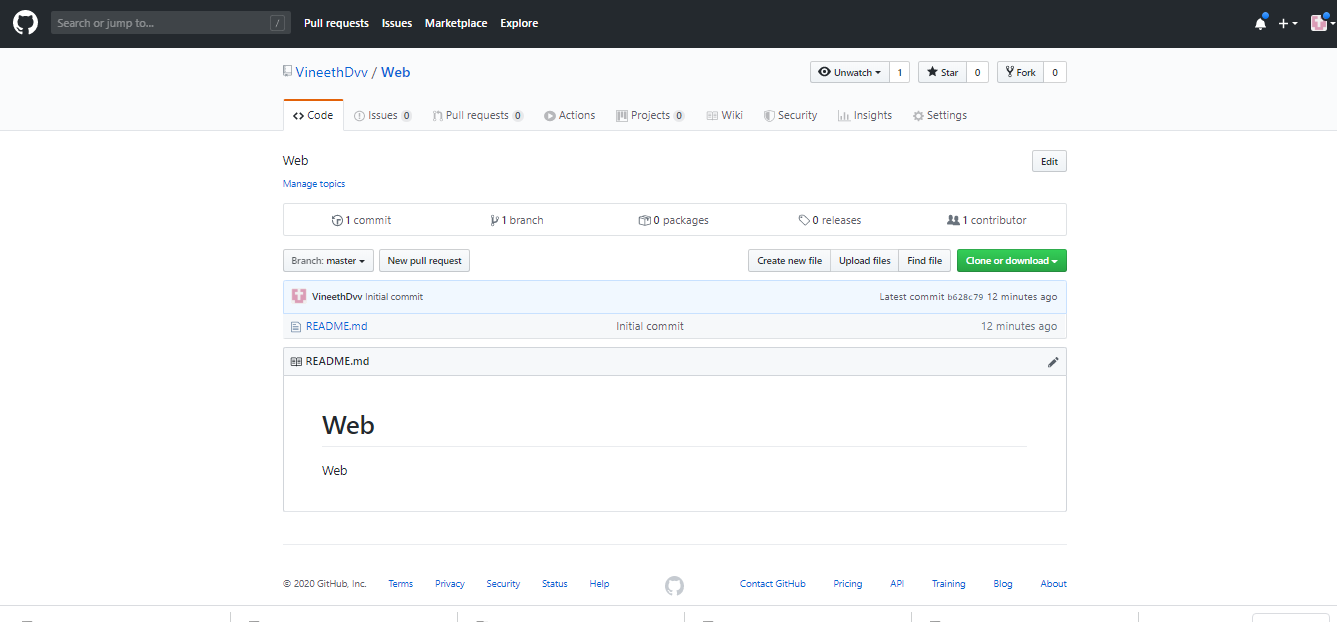 Search or jump to... / Pull requests Issues Marketplace Explore
VineethDvv / Web Unwatch 1 Star 0 Fork 0
Code Issues 0 Pull requests 0 Actions Projects 0 Wiki Security Insights Settings
Web Edit
Manage topics
1 commit 1 branch 0 packages 0 releases 1 contributor
Branch: master New pull request Create new file Upload files Find file Clone or download
VineethDvv Initial commit Latest commit b628c79 12 minutes ago
README.md Initial commit 12 minutes ago
README.md
Web
Web
© 2020 GitHub, Inc. Terms Privacy Security Status Help Contact GitHub Pricing API Training Blog About